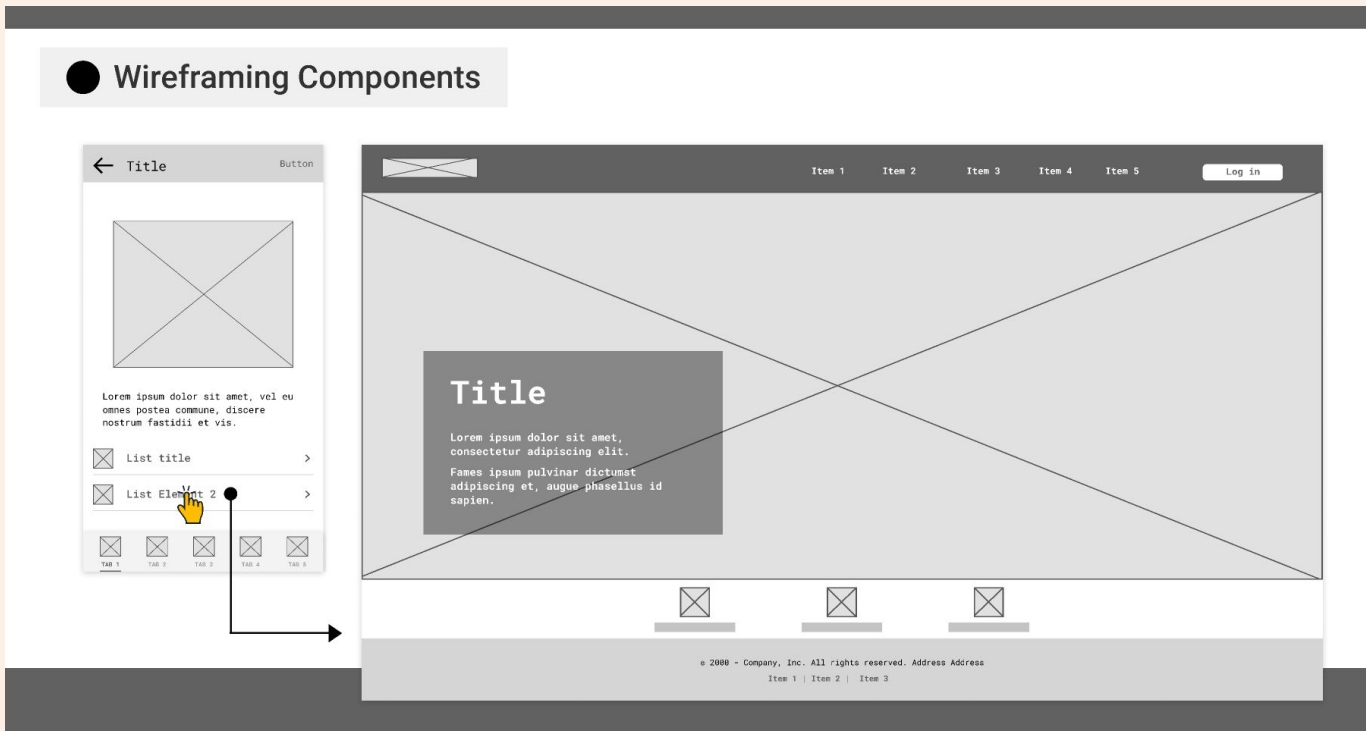 Wireframing Components
Title
Button
Lorem ipsum dolor sit amet, vel eu
omnes postea commune, discere
nostrum fastidii et vis.
List title
List Element 2
TAB 1 TAB 2 TAB 3 TAB 4 TAB 5
Item 1 Item 2 Item 3 Item 4 Item 5 Log in
Title
Lorem ipsum dolor sit amet,
consectetur adipiscing elit.
Fames ipsum pulvinar dictumst
adipiscing et, augue phasellus id
sapien.
© 2000 - Company, Inc. All rights reserved. Address Address
Item 1 | Item 2 | Item 3